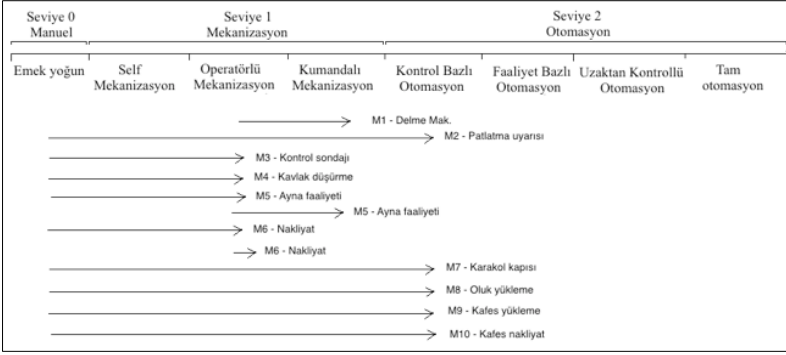 Seviye 0 Seviye 1 Seviye 2
Manuel Mekanizasyon Otomasyon
Emek yoğun Self Operatörlü Kumandalı Kontrol Bazlı Faaliyet Bazlı Uzaktan Kontrollü Tam
Mekanizasyon Mekanizasyon Mekanizasyon Otomasyon Otomasyon Otomasyon otomasyon
M1 - Delme Mak.
M2 - Patlatma uyarısı
M3 - Kontrol sondajı
M4 - Kavlak düşürme
M5 - Ayna faaliyeti
M5 - Ayna faaliyeti
M6 - Nakliyat
M6 - Nakliyat
M7 - Karakol kapısı
M8 - Oluk yükleme
M9 - Kafes yükleme
M10 - Kafes nakliyat